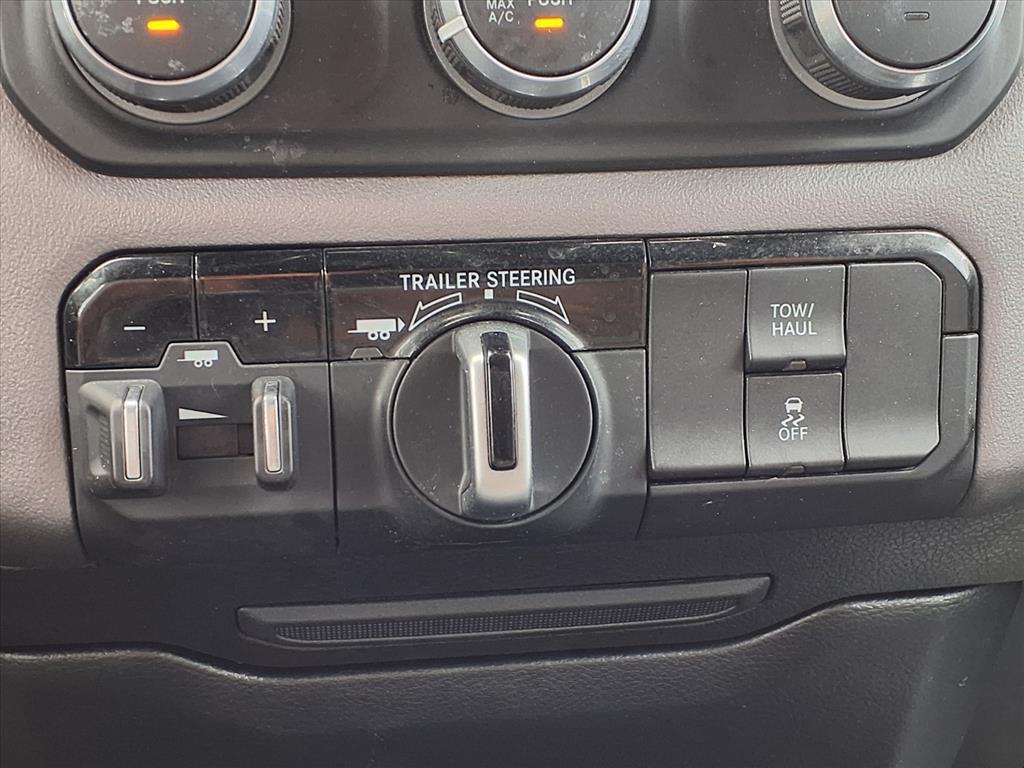 PUSH
MAX
A/C
PUSH
TRAILER STEERING
− +
TOW/
HAUL
OFF